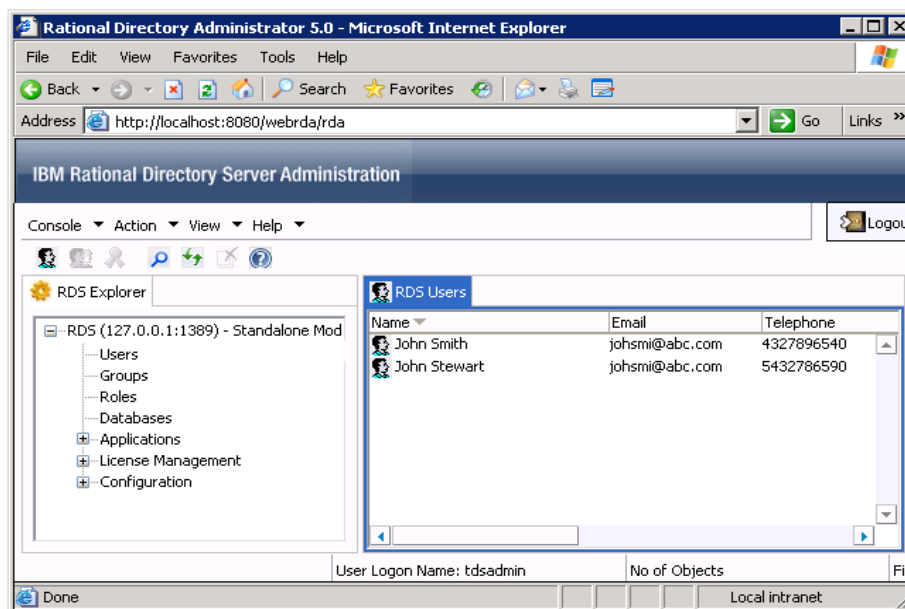 Rational Directory Administrator 5.0 - Microsoft Internet Explorer
File Edit View Favorites Tools Help
Back Search Favorites
Address http://localhost:8080/webrda/rda Go Links »
IBM Rational Directory Server Administration
Console Action View Help Logou
RDS Explorer
RDS (127.0.0.1:1389) - Standalone Mod
Users
Groups
Roles
Databases
Applications
License Management
Configuration
RDS Users
Name Email Telephone
John Smith johsmi@abc.com 4327896540
John Stewart johsmi@abc.com 5432786590
User Logon Name: tdsadmin No of Objects Fi
Done Local intranet